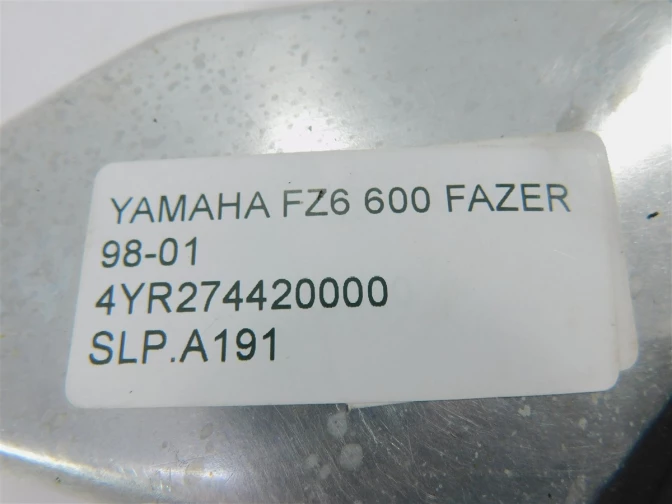 YAMAHA FZ6 600 FAZER
98-01
4YR274420000
SLP.A191